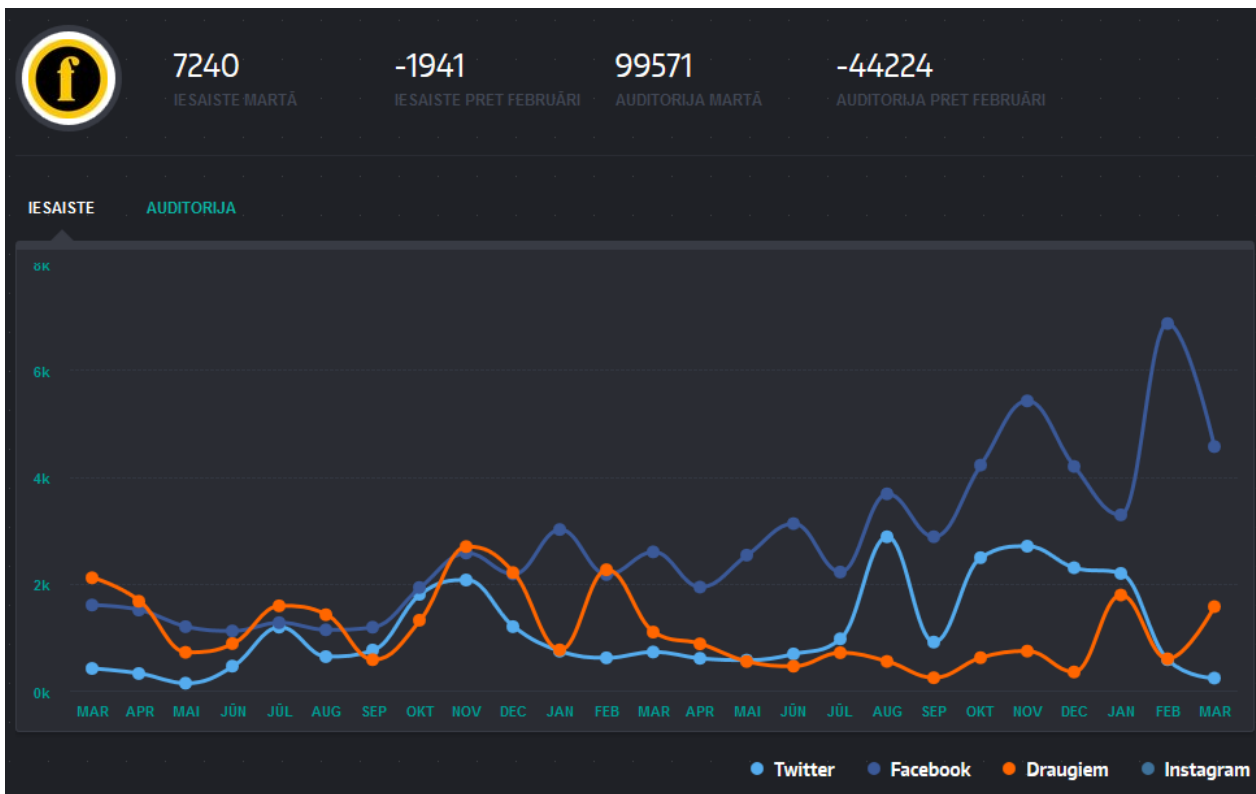 f
7240 -1941 99571 -44224
IESAISTE MARTĀ IESAISTE PRET FEBRUĀRI AUDITORIJA MARTĀ AUDITORIJA PRET FEBRUĀRI
IESAISTE AUDITORIJA
8K
6k
4k
2k
0k
MAR APR MAI JŪN JŪL AUG SEP OKT NOV DEC JAN FEB MAR APR MAI JŪN JŪL AUG SEP OKT NOV DEC JAN FEB MAR
Twitter Facebook Draugiem Instagram